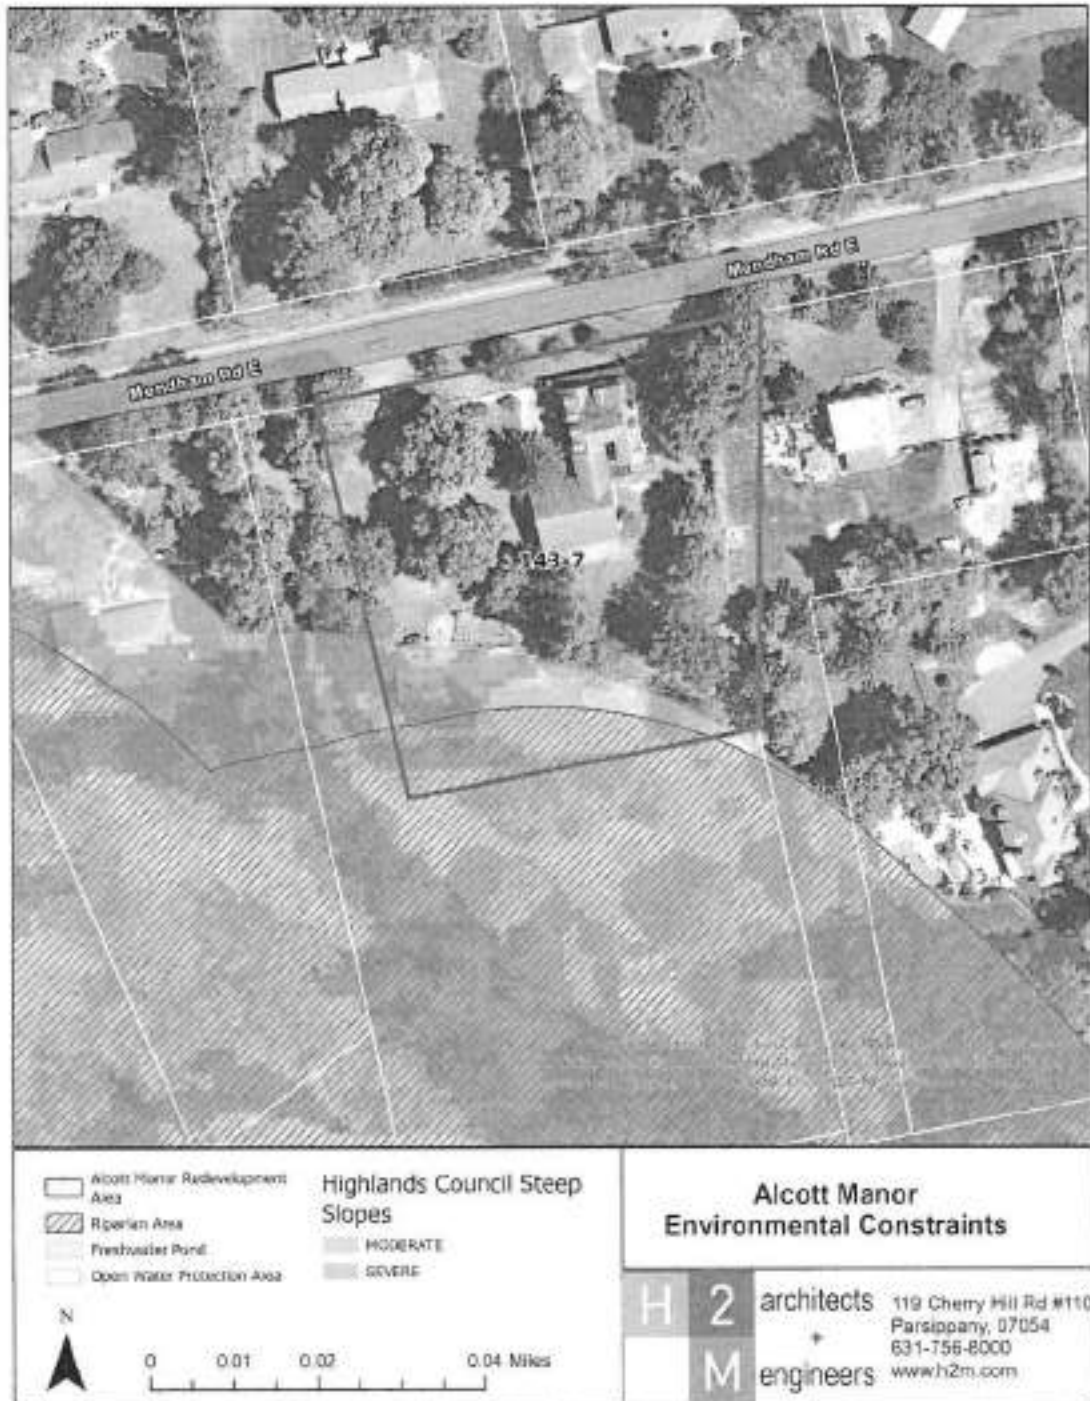 Mendham Rd E
Mendham Rd E
143-7
Alcott Manor Redevelopment
Area
Riparian Area
Freshwater Pond
Open Water Protection Area
Highlands Council Steep
Slopes
MODERATE
SEVERE
N
0 0.01 0.02 0.04 Miles
Alcott Manor
Environmental Constraints
H2M
architects
+
engineers
119 Cherry Hill Rd #110
Parsippany, 07054
631-756-8000
www.h2m.com